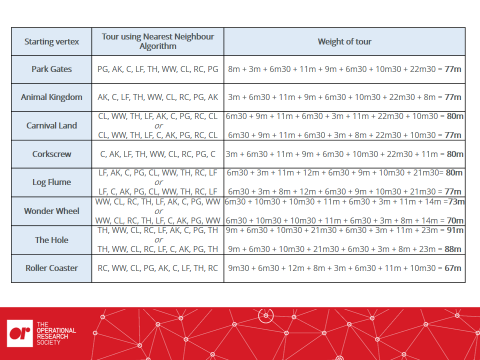 Starting vertex
Tour using Nearest Neighbour
Algorithm
Weight of tour
Park Gates
PG, AK, C, LF, TH, WW, CL, RC, PG
8m + 3m + 6m30 + 11m + 9m + 6m30 + 10m30 + 22m30 = 77m
Animal Kingdom
AK, C, LF, TH, WW, CL, RC, PG, AK
3m + 6m30 + 11m + 9m + 6m30 + 10m30 + 22m30 + 8m = 77m
Carnival Land
CL, WW, TH, LF, AK, C, PG, RC, CL
or
CL, WW, TH, LF, C, AK, PG, RC, CL
6m30 + 9m + 11m + 6m30 + 3m + 11m + 22m30 + 10m30 = 80m
6m30 + 9m + 11m + 6m30 + 3m + 8m + 22m30 + 10m30 = 77m
Corkscrew
C, AK, LF, TH, WW, CL, RC, PG, C
3m + 6m30 + 11m + 9m + 6m30 + 10m30 + 22m30 + 11m = 80m
Log Flume
LF, AK, C, PG, CL, WW, TH, RC, LF
or
LF, C, AK, PG, CL, WW, TH, RC, LF
6m30 + 3m + 11m + 12m + 6m30 + 9m + 10m30 + 21m30= 80m
6m30 + 3m + 8m + 12m + 6m30 + 9m + 10m30 + 21m30 = 77m
Wonder Wheel
WW, CL, RC, TH, LF, AK, C, PG, WW
or
WW, CL, RC, TH, LF, C, AK, PG, WW
6m30 + 10m30 + 10m30 + 11m + 6m30 + 3m + 11m + 14m =73m
6m30 + 10m30 + 10m30 + 11m + 6m30 + 3m + 8m + 14m = 70m
The Hole
TH, WW, CL, RC, LF, AK, C, PG, TH
or
TH, WW, CL, RC, LF, C, AK, PG, TH
9m + 6m30 + 10m30 + 21m30 + 6m30 + 3m + 11m + 23m = 91m
9m + 6m30 + 10m30 + 21m30 + 6m30 + 3m + 8m + 23m = 88m
Roller Coaster
RC, WW, CL, PG, AK, C, LF, TH, RC
9m30 + 6m30 + 12m + 8m + 3m + 6m30 + 11m + 10m30 = 67m
or
THE
OPERATIONAL
RESEARCH
SOCIETY